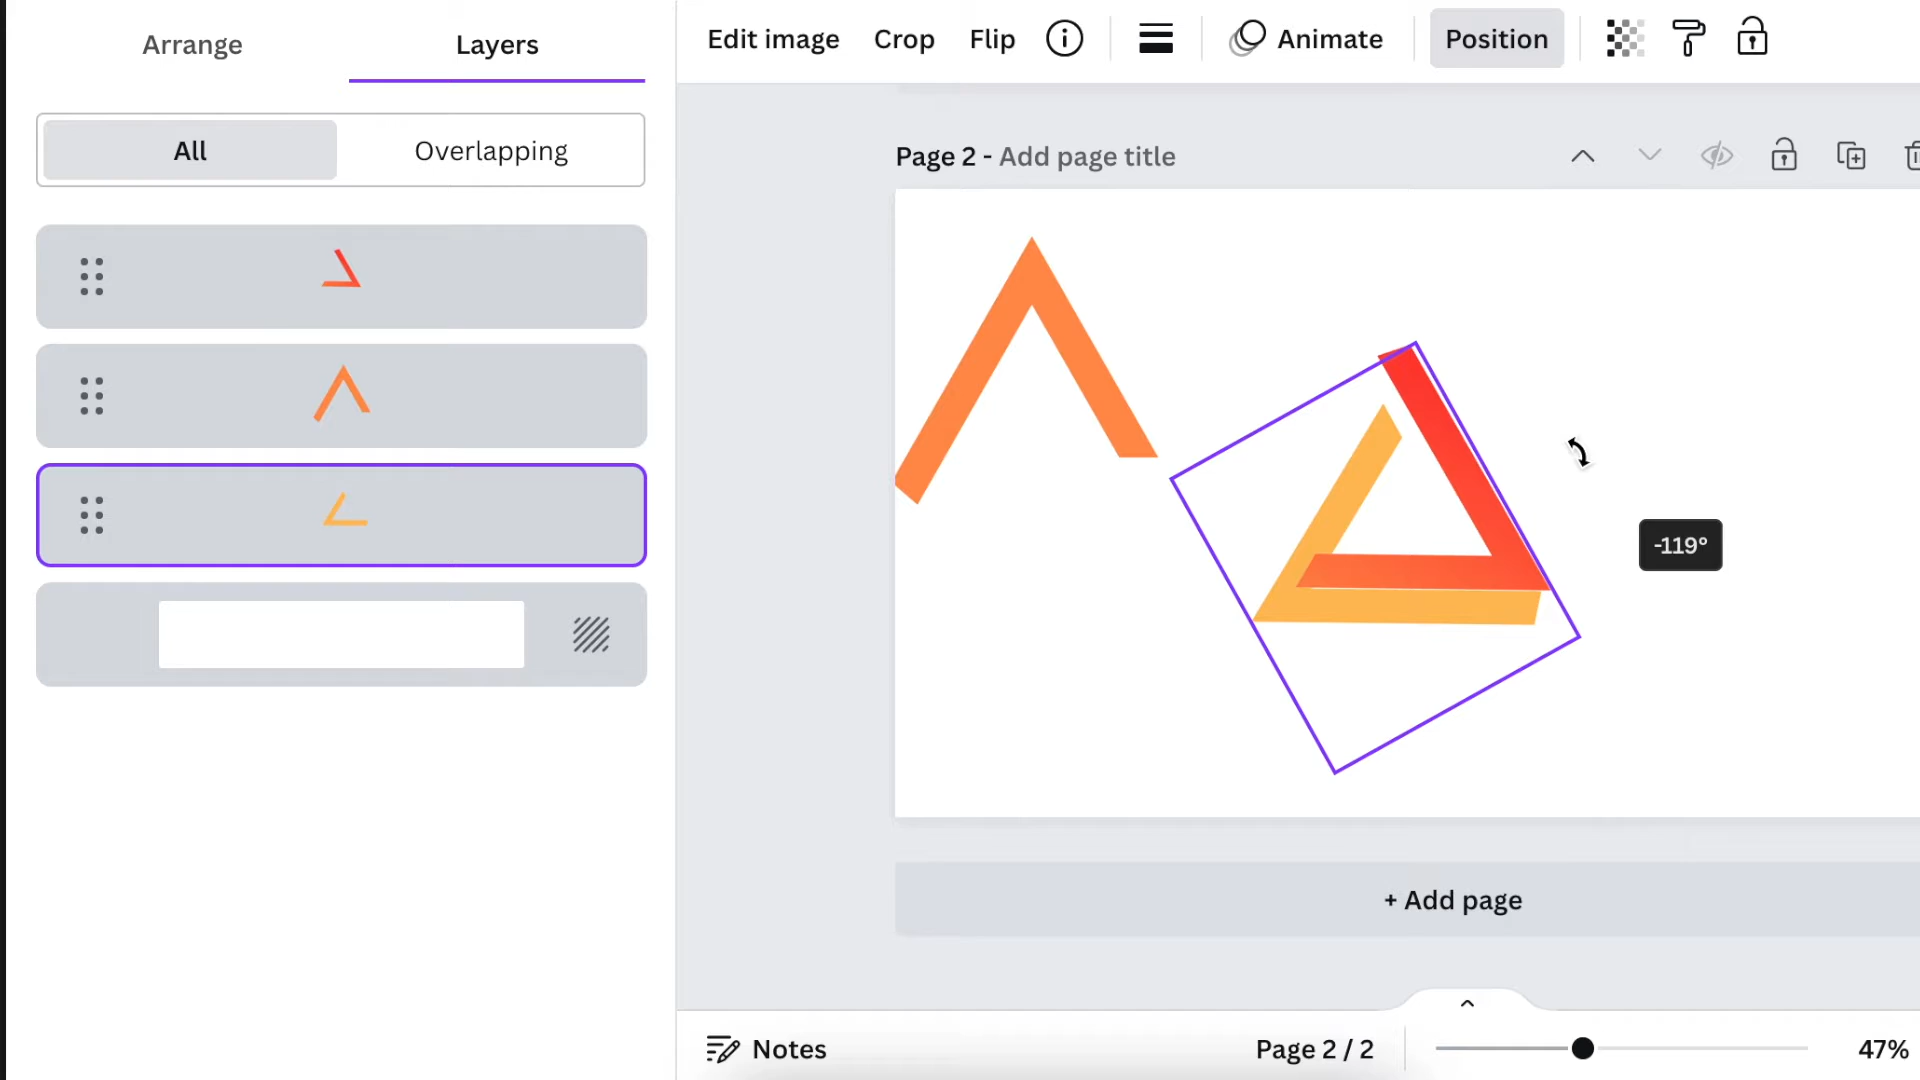 Arrange Layers
Edit image Crop Flip Animate Position
All Overlapping
Page 2 - Add page title
-119°
+ Add page
Notes Page 2 / 2 47%